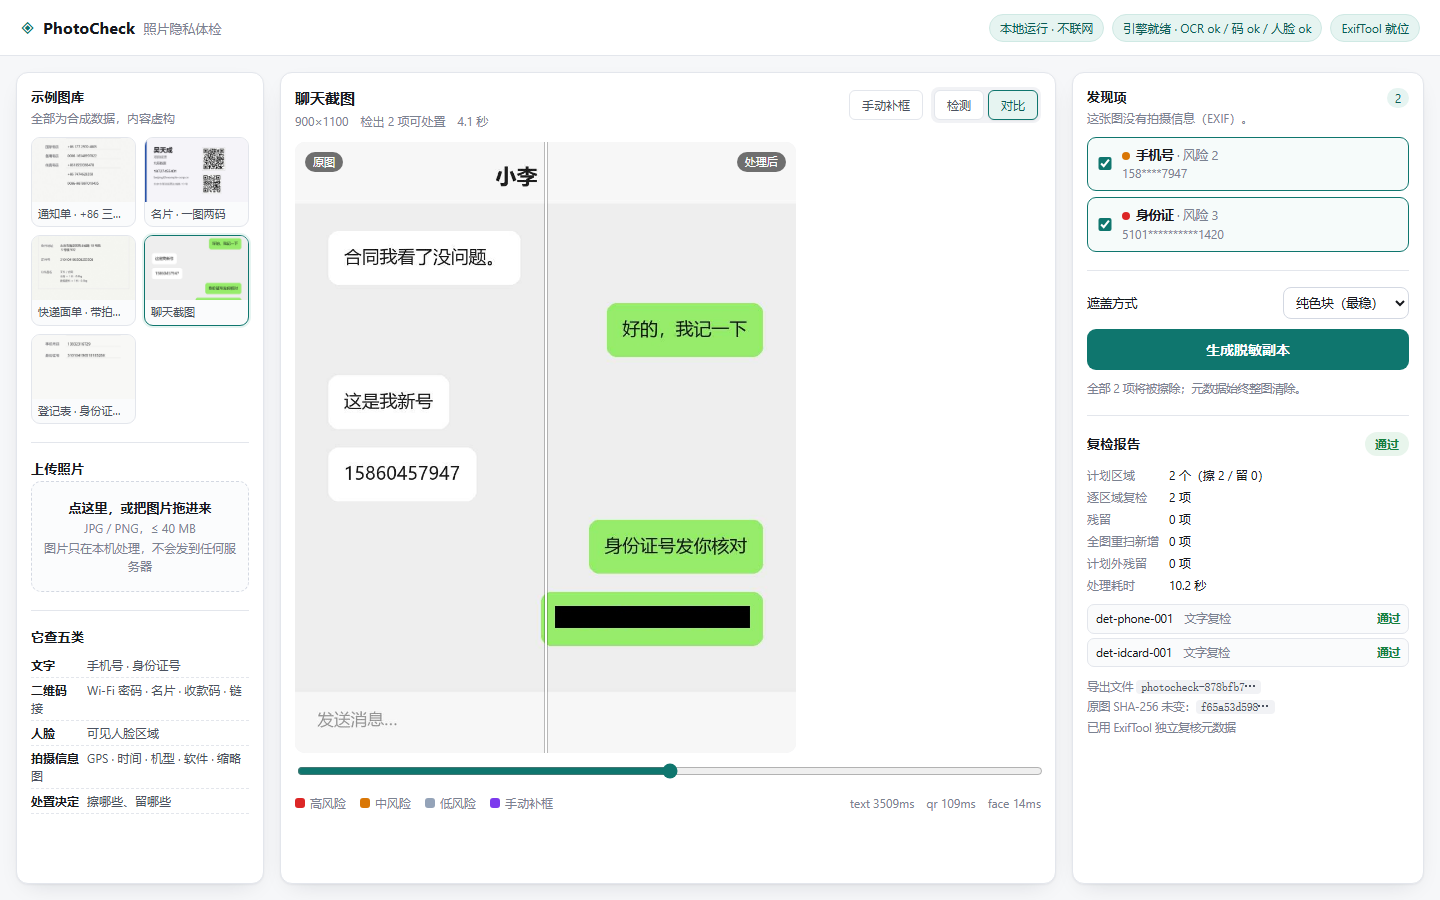 PhotoCheck 照片隐私体检
本地运行 · 不联网
引擎就绪 · OCR ok / 码 ok / 人脸 ok
ExifTool 就位
示例图库
全部为合成数据，内容虚构
通知单 · +86 三...
名片 · 一图两码
快递面单 · 带拍...
聊天截图
登记表 · 身份证...
上传照片
点这里，或把图片拖进来
JPG / PNG，≤ 40 MB
图片只在本机处理，不会发到任何服
务器
它查五类
文字 手机号 · 身份证号
二维码 Wi-Fi 密码 · 名片 · 收款码 · 链
接
人脸 可见人脸区域
拍摄信息 GPS · 时间 · 机型 · 软件 · 缩略
图
处置决定 擦哪些、留哪些
聊天截图
900×1100 检出 2 项可处置 4.1 秒
手动补框
检测
对比
原图
处理后
小李
合同我看了没问题。
好的，我记一下
这是我新号
15860457947
身份证号发你核对
发送消息...
高风险
中风险
低风险
手动补框
text 3509ms qr 109ms face 14ms
发现项
2
这张图没有拍摄信息（EXIF）。
手机号 · 风险 2
158****7947
身份证 · 风险 3
5101**********1420
遮盖方式
纯色块（最稳）
生成脱敏副本
全部 2 项将被擦除；元数据始终整图清除。
复检报告
通过
计划区域 2 个（擦 2 / 留 0）
逐区域复检 2 项
残留 0 项
全图重扫新增 0 项
计划外残留 0 项
处理耗时 10.2 秒
det-phone-001 文字复检 通过
det-idcard-001 文字复检 通过
导出文件 photocheck-878bfb7…
原图 SHA-256 未变： f65a53d598…
已用 ExifTool 独立复核元数据